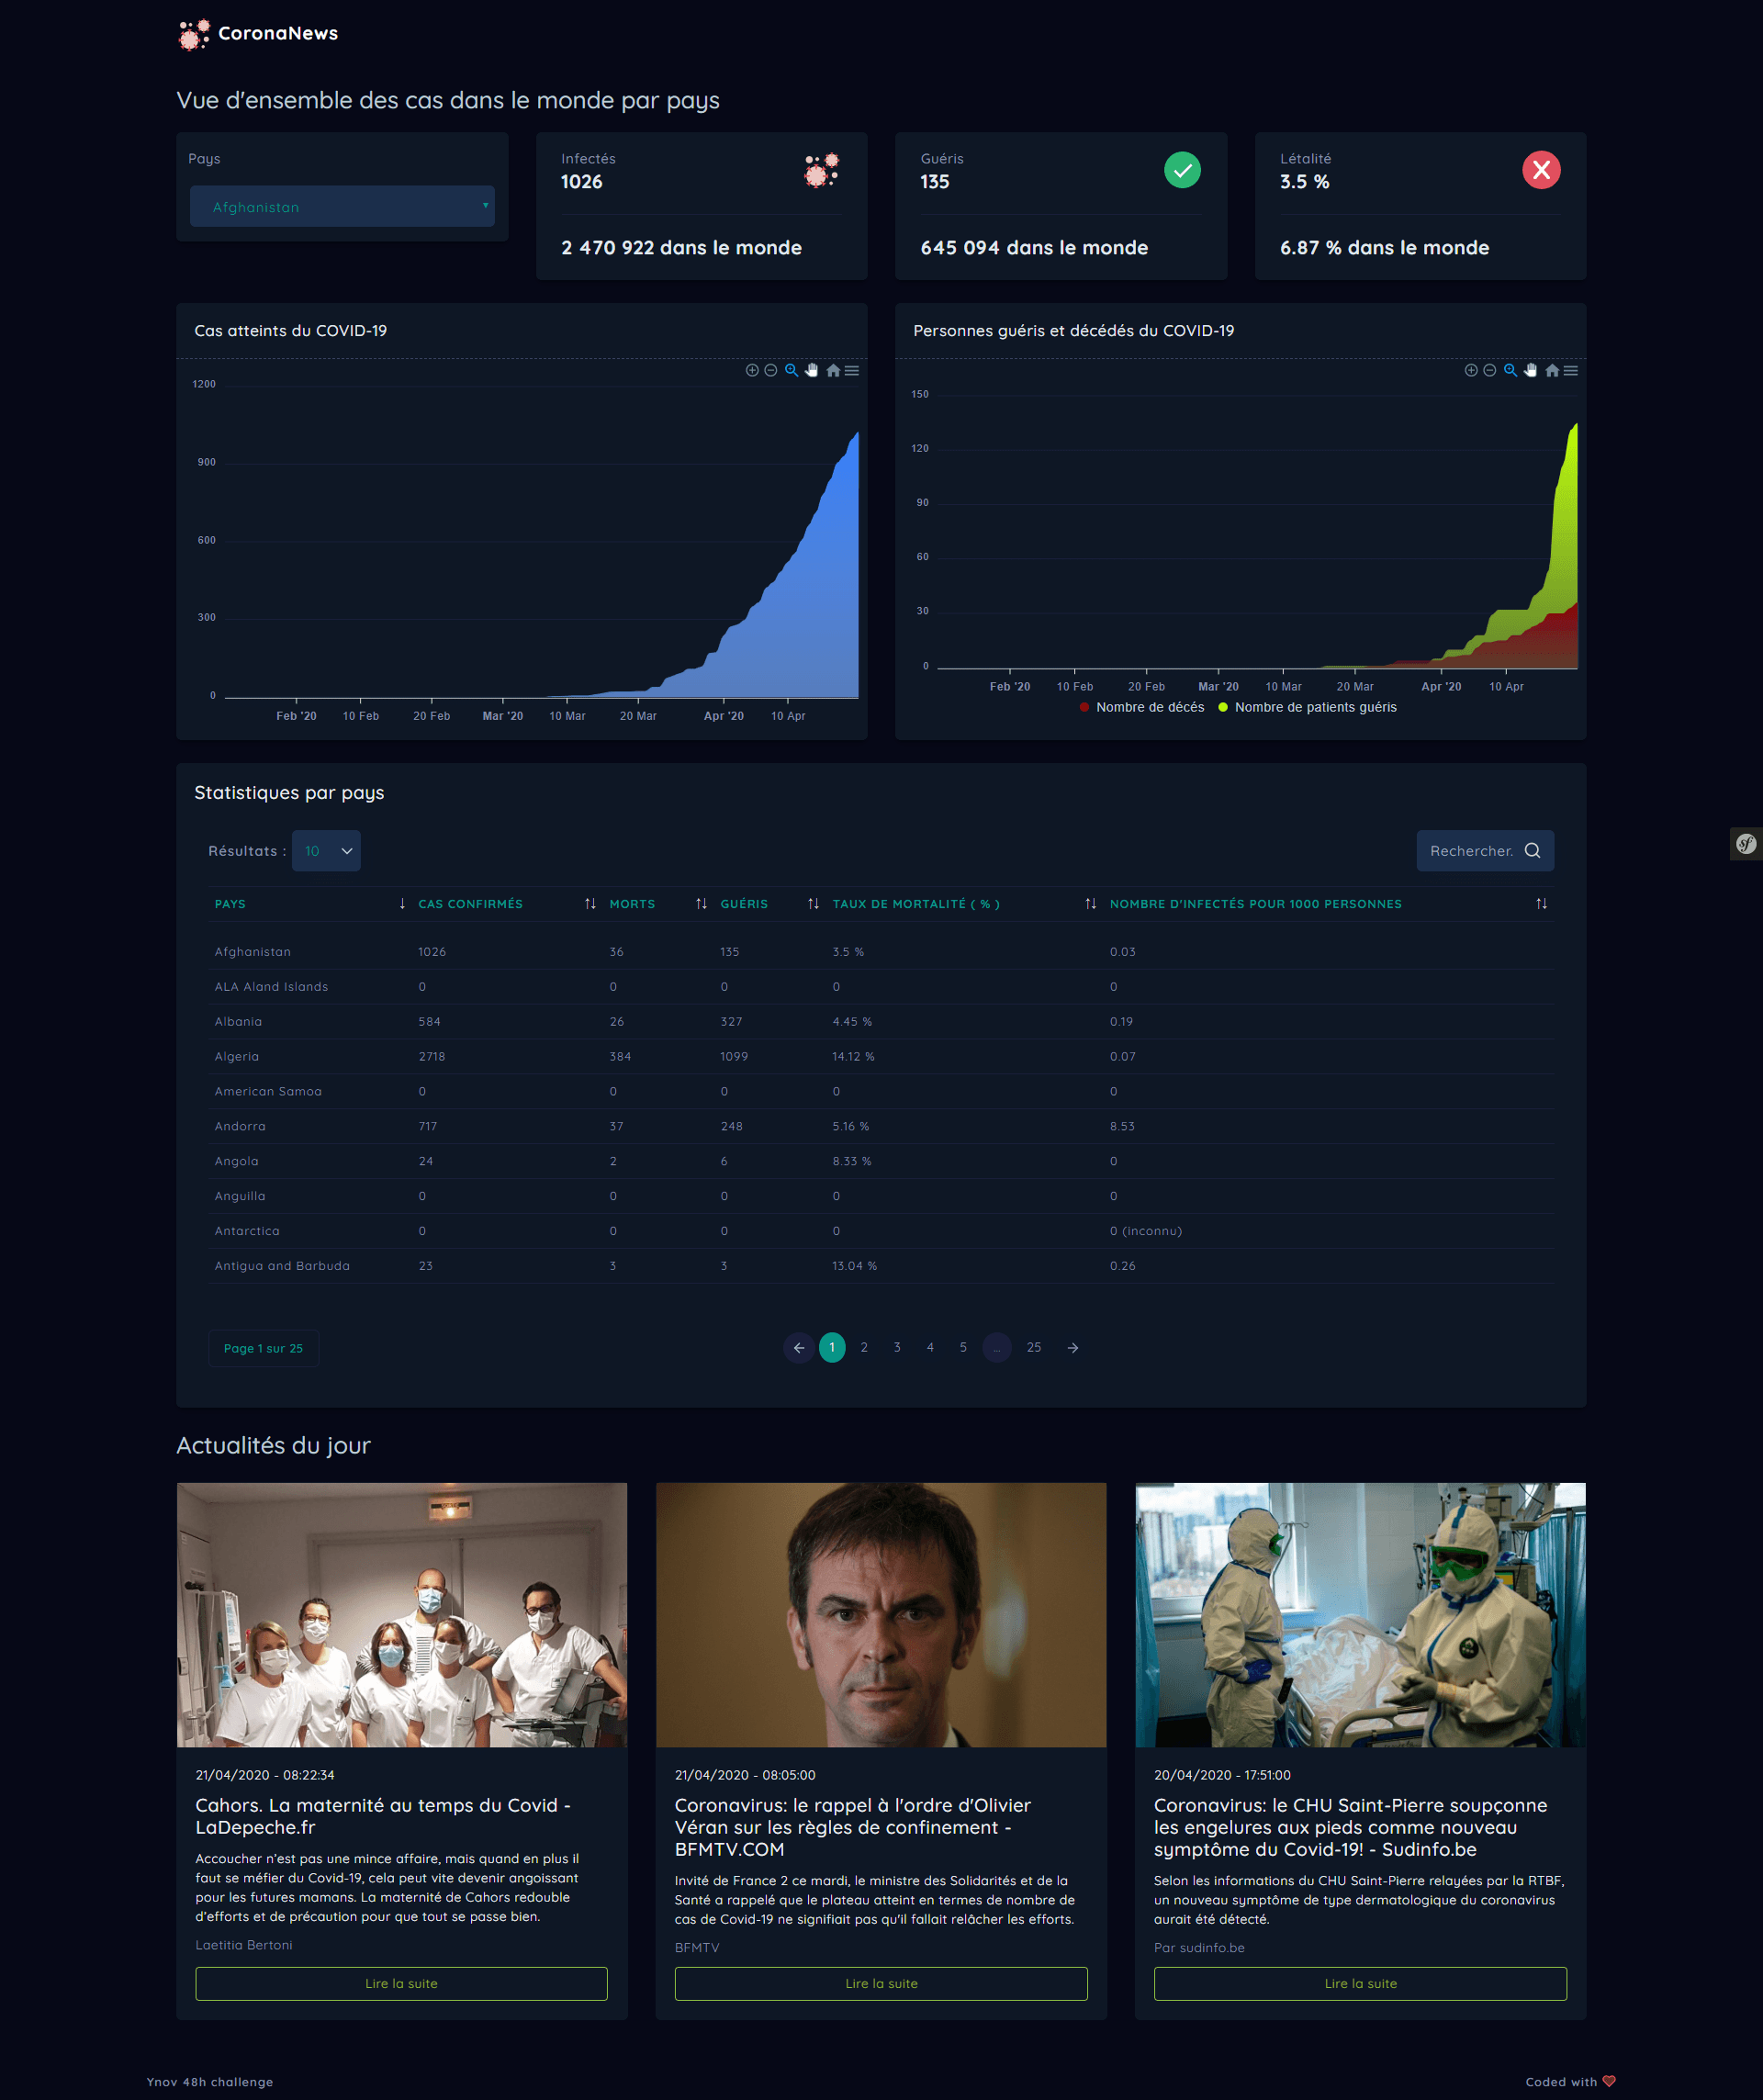 CoronaNews
Vue d'ensemble des cas dans le monde par pays
Pays
Afghanistan
Infectés
1026
2 470 922 dans le monde
Guéris
135
645 094 dans le monde
Létalité
3.5 %
6.87 % dans le monde
Cas atteints du COVID-19
1200
900
600
300
0
Feb '20 10 Feb 20 Feb Mar '20 10 Mar 20 Mar Apr '20 10 Apr
Personnes guéris et décédés du COVID-19
150
120
90
60
30
0
Feb '20 10 Feb 20 Feb Mar '20 10 Mar 20 Mar Apr '20 10 Apr
Nombre de décés Nombre de patients guéris
Statistiques par pays
Résultats : 10 Rechercher.
PAYS CAS CONFIRMÉS MORTS GUÉRIS TAUX DE MORTALITÉ ( % ) NOMBRE D'INFECTÉS POUR 1000 PERSONNES
Afghanistan 1026 36 135 3.5 % 0.03
ALA Aland Islands 0 0 0 0 0
Albania 584 26 327 4.45 % 0.19
Algeria 2718 384 1099 14.12 % 0.07
American Samoa 0 0 0 0 0
Andorra 717 37 248 5.16 % 8.53
Angola 24 2 6 8.33 % 0
Anguilla 0 0 0 0 0
Antarctica 0 0 0 0 0 (inconnu)
Antigua and Barbuda 23 3 3 13.04 % 0.26
Page 1 sur 25 1 2 3 4 5 ... 25
Actualités du jour
21/04/2020 - 08:22:34
Cahors. La maternité au temps du Covid -
LaDepeche.fr
Accoucher n'est pas une mince affaire, mais quand en plus il
faut se méfier du Covid-19, cela peut vite devenir angoissant
pour les futures mamans. La maternité de Cahors redouble
d'efforts et de précaution pour que tout se passe bien.
Laetitia Bertoni
Lire la suite
21/04/2020 - 08:05:00
Coronavirus: le rappel à l'ordre d'Olivier
Véran sur les règles de confinement -
BFMTV.COM
Invité de France 2 ce mardi, le ministre des Solidarités et de la
Santé a rappelé que le plateau atteint en termes de nombre de
cas de Covid-19 ne signifiait pas qu'il fallait relâcher les efforts.
BFMTV
Lire la suite
20/04/2020 - 17:51:00
Coronavirus: le CHU Saint-Pierre soupçonne
les engelures aux pieds comme nouveau
symptôme du Covid-19! - Sudinfo.be
Selon les informations du CHU Saint-Pierre relayées par la RTBF,
un nouveau symptôme de type dermatologique du coronavirus
aurait été détecté.
Par sudinfo.be
Lire la suite
Ynov 48h challenge
Coded with